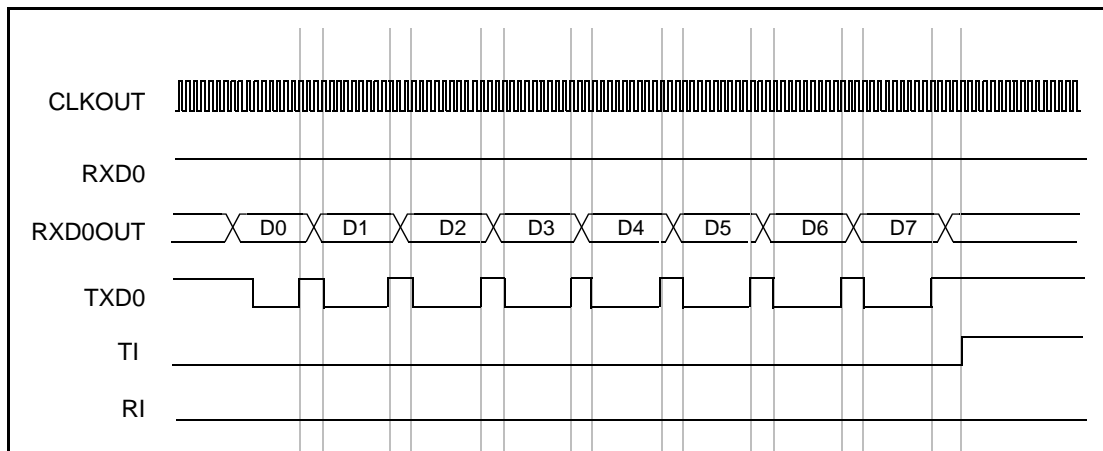 CLKOUT
RXD0
RXD0OUT D0 D1 D2 D3 D4 D5 D6 D7
TXD0
TI
RI